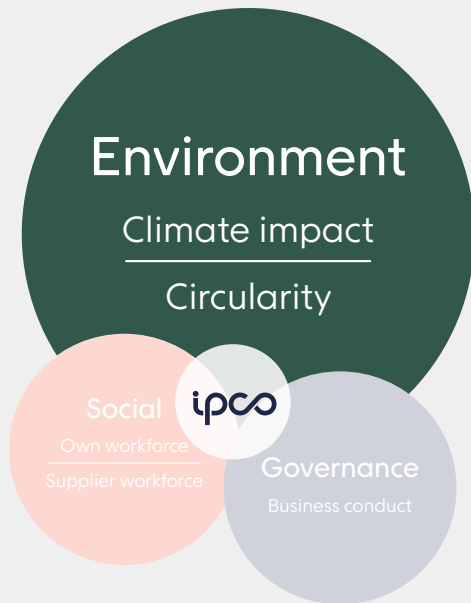 Environment
Climate impact
Circularity
Social
Own workforce
Supplier workforce
ipco
Governance
Business conduct